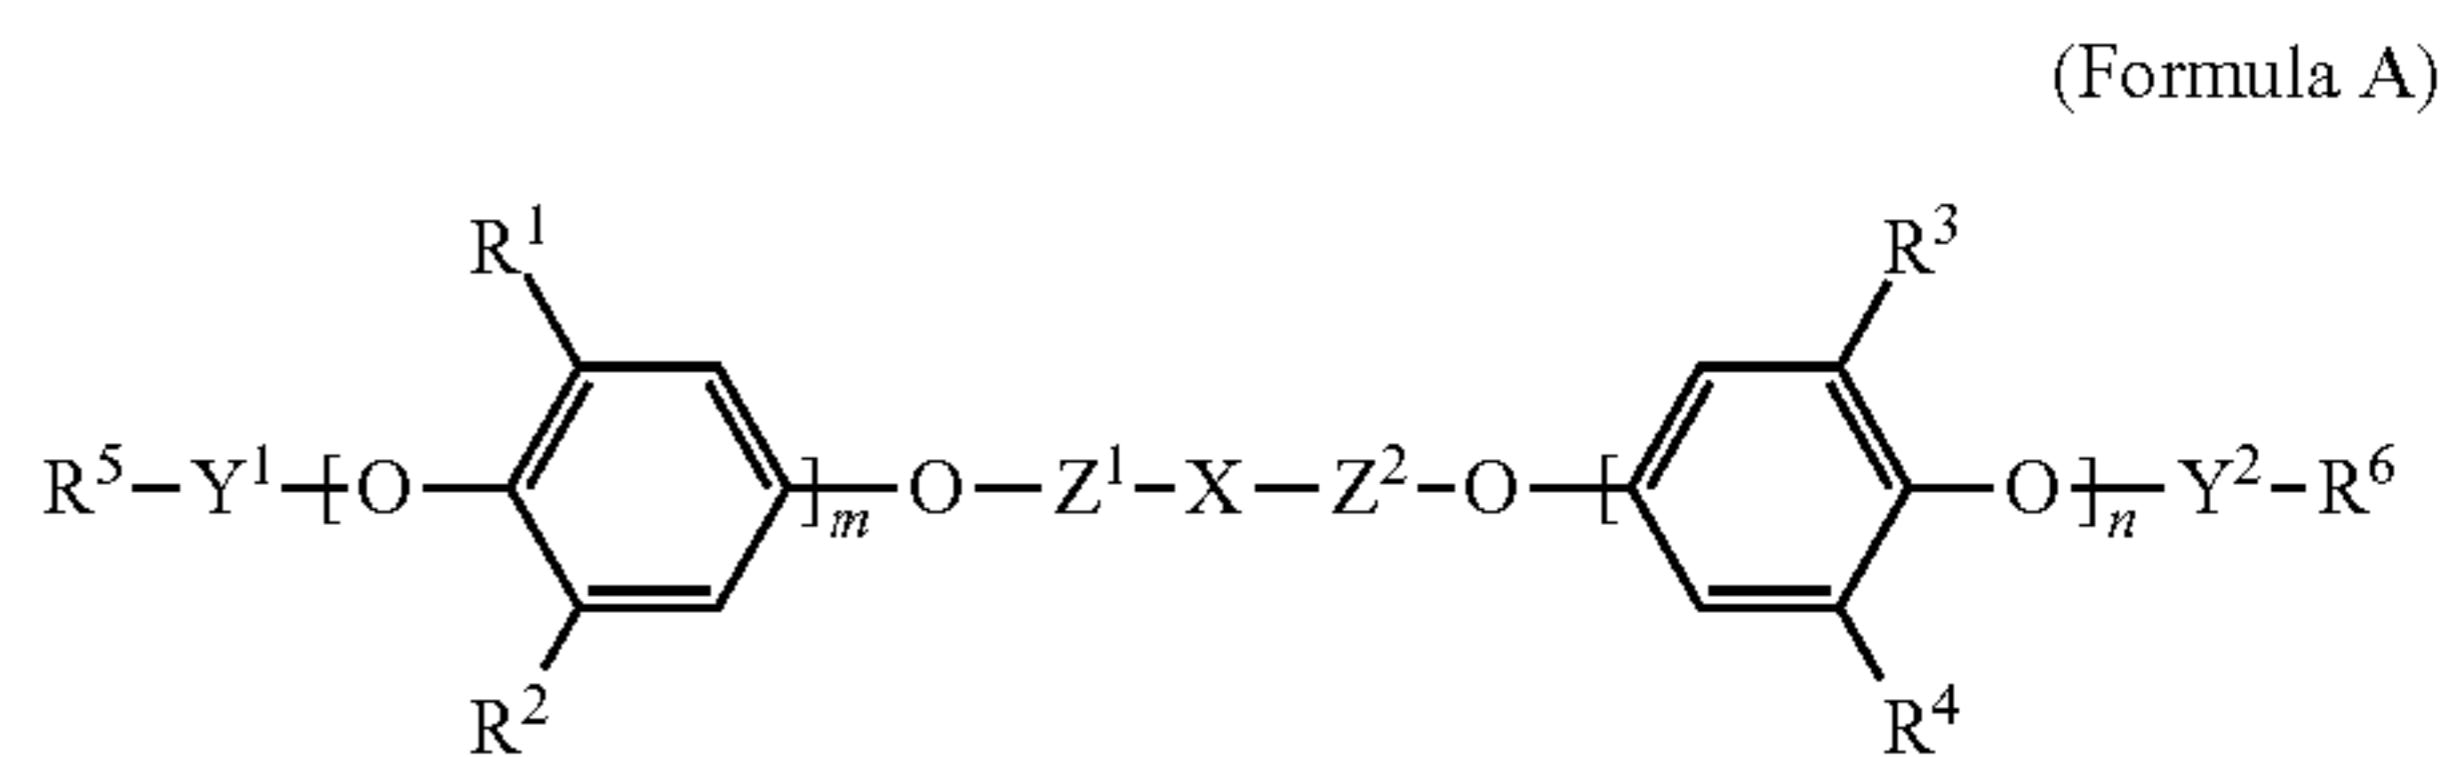 (Formula A)
R¹ R³
R⁵—Y¹—[O—]ₘ—O—Z¹—X—Z²—O—[—O]ₙ—Y²—R⁶
R² R⁴